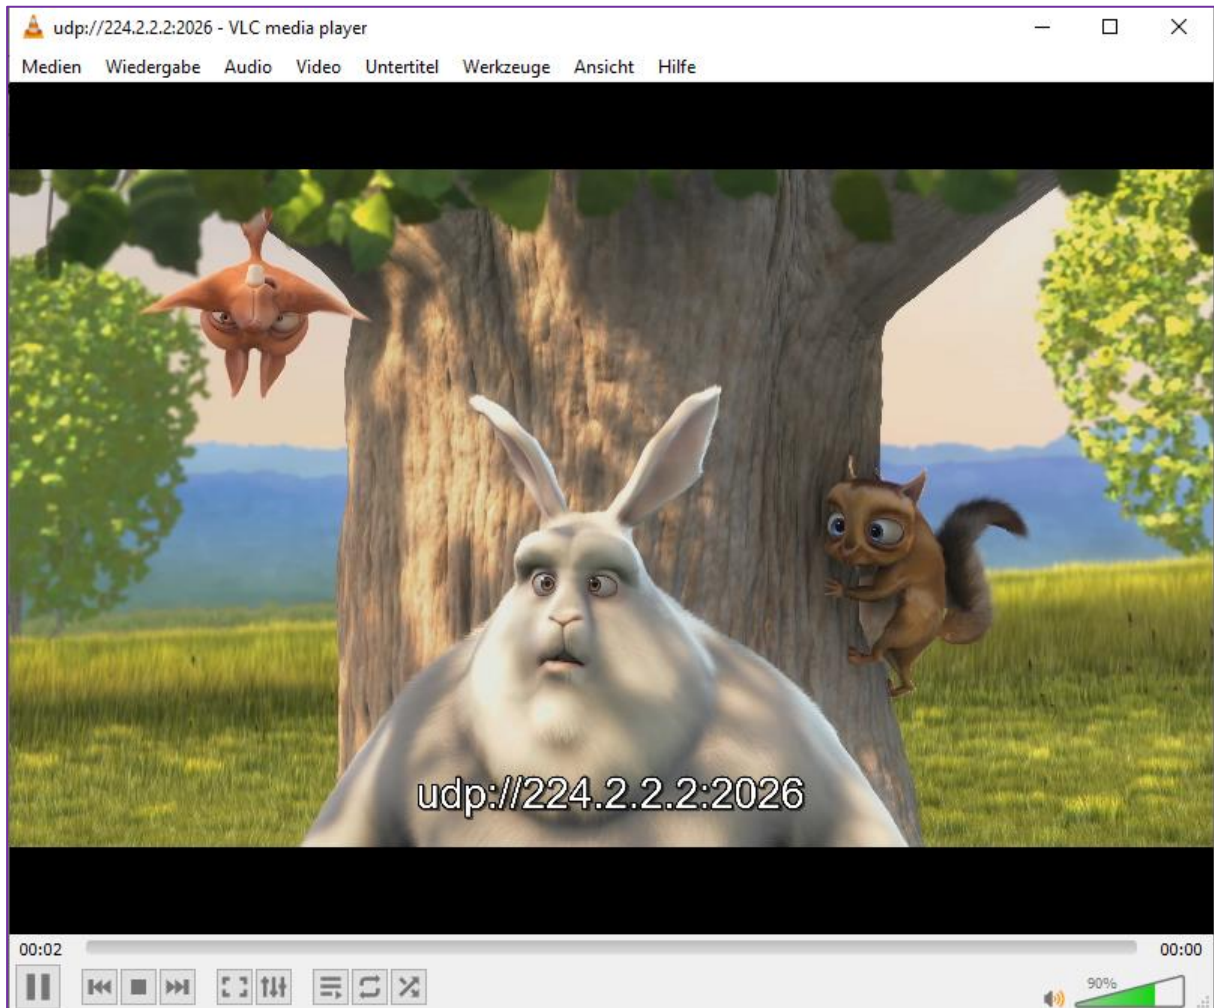 udp://224.2.2.2:2026 - VLC media player
Medien Wiedergabe Audio Video Untertitel Werkzeuge Ansicht Hilfe
udp://224.2.2.2:2026
00:02 00:00
90%